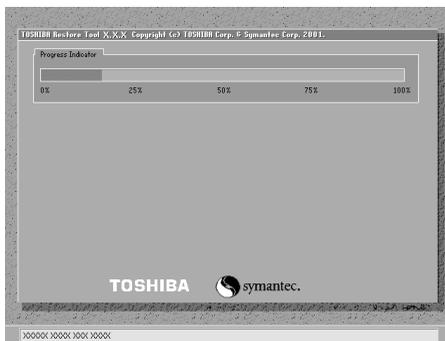 TOSHIBA Restore Tool X.X.X Copyright (c) TOSHIBA Corp. & Symantec Corp. 2001.
Progress Indicator
0% 25% 50% 75% 100%
TOSHIBA symantec.
XXXXX XXXX XXX XXXX